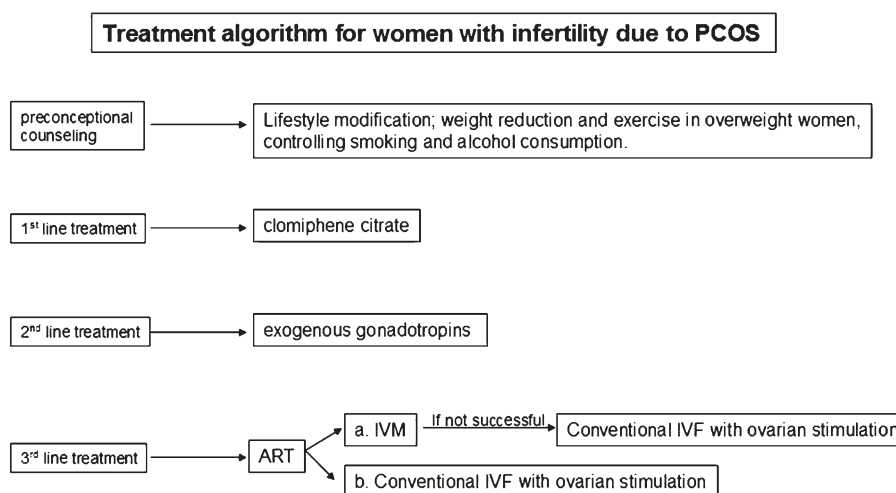 Treatment algorithm for women with infertility due to PCOS
preconceptional
counseling
Lifestyle modification; weight reduction and exercise in overweight women,
controlling smoking and alcohol consumption.
1st line treatment
clomiphene citrate
2nd line treatment
exogenous gonadotropins
3rd line treatment
ART
a. IVM
If not successful
Conventional IVF with ovarian stimulation
b. Conventional IVF with ovarian stimulation